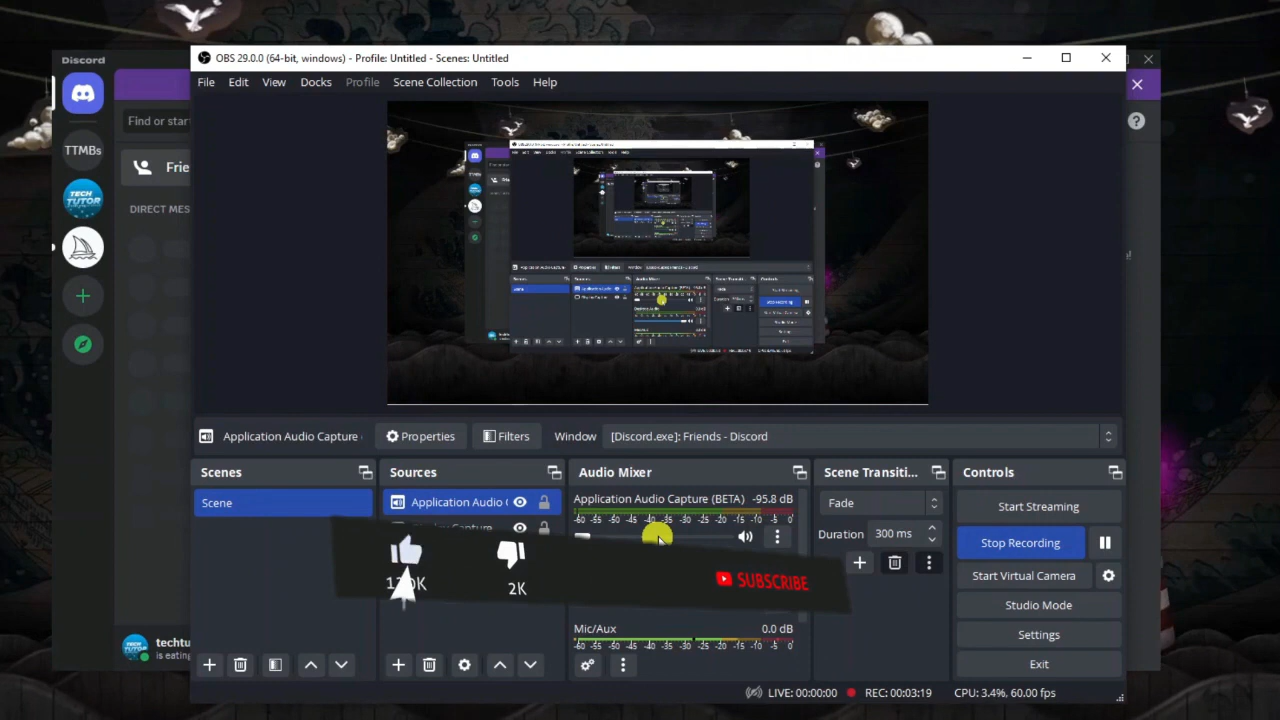 Discord
OBS 29.0.0 (64-bit, windows) - Profile: Untitled - Scenes: Untitled
File Edit View Docks Profile Scene Collection Tools Help
Find or star
TTMBs
Frie
TECH TUTOR
DIRECT MES
Application Audio Capture Properties Filters Window [Discord.exe]: Friends - Discord
Scenes Sources Audio Mixer Scene Transiti... Controls
Scene
Application Audio C
Application Audio Capture (BETA) -95.8 dB
-60 -55 -50 -45 -40 -35 -30 -25 -20 -15 -10 -5 0
Fade
Duration 300 ms
Start Streaming
Stop Recording
Start Virtual Camera
Studio Mode
Settings
Exit
2K
SUBSCRIBE
Mic/Aux 0.0 dB
-60 -55 -50 -45 -40 -35 -30 -25 -20 -15 -10 -5 0
techtu
is eating
LIVE: 00:00:00 REC: 00:03:19 CPU: 3.4%, 60.00 fps